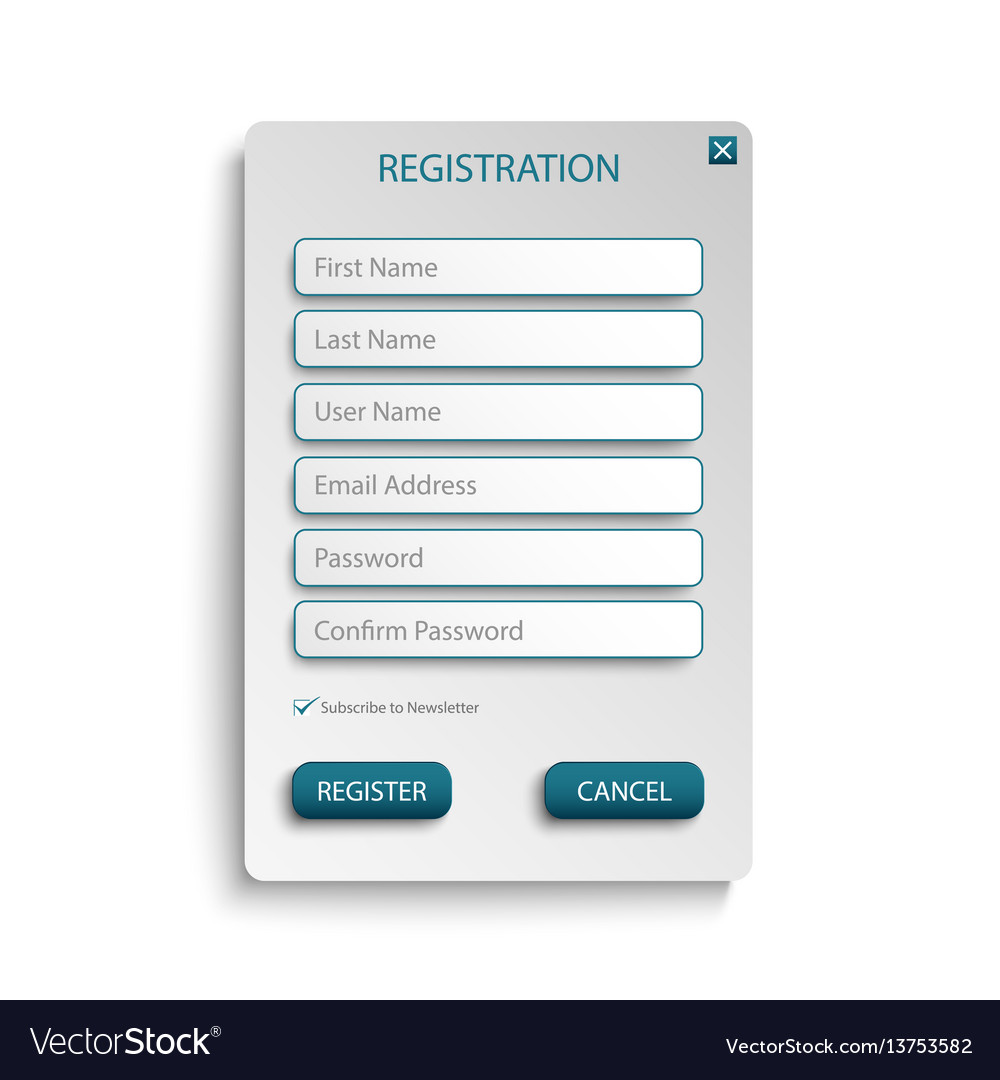 REGISTRATION
First Name
Last Name
User Name
Email Address
Password
Confirm Password
Subscribe to Newsletter
REGISTER CANCEL
VectorStock® VectorStock.com/13753582